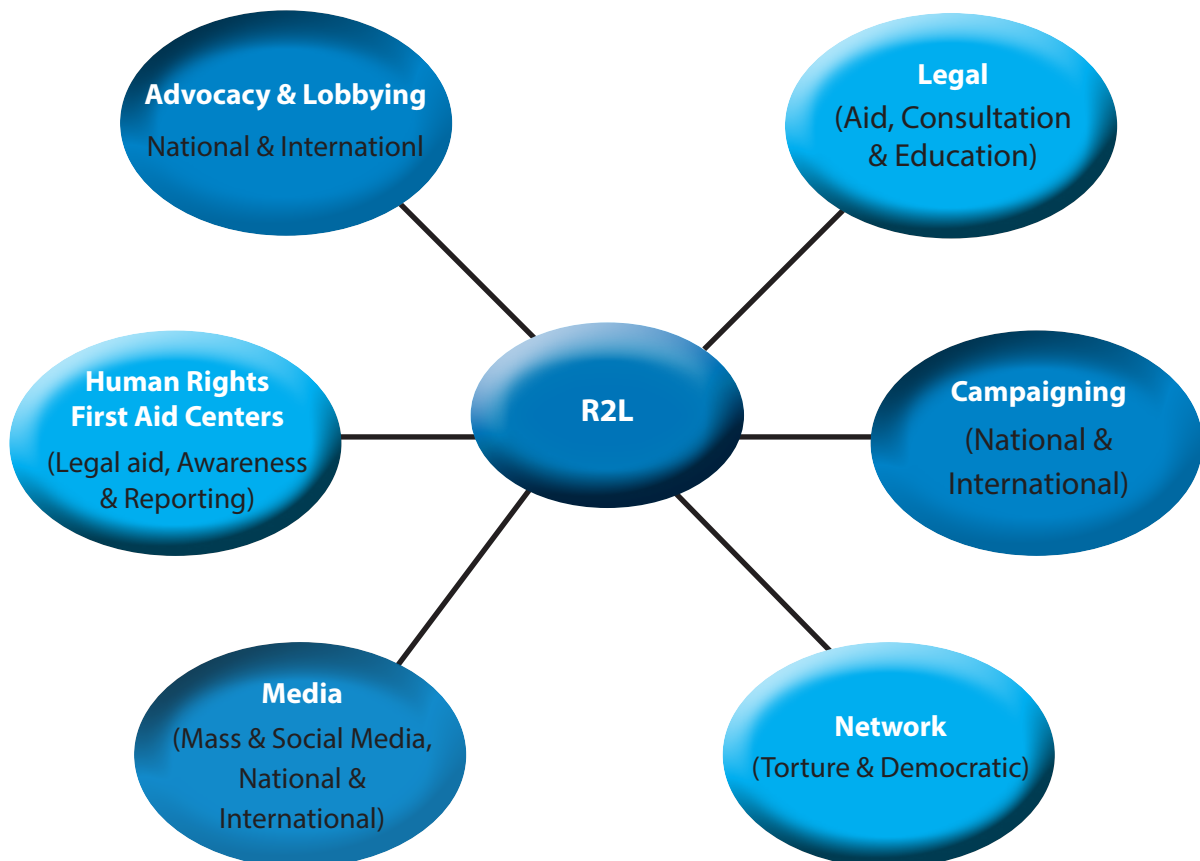 Advocacy & Lobbying
National & Internationl
Legal
(Aid, Consultation
& Education)
Human Rights
First Aid Centers
(Legal aid, Awareness
& Reporting)
R2L
Campaigning
(National &
International)
Media
(Mass & Social Media,
National &
International)
Network
(Torture & Democratic)